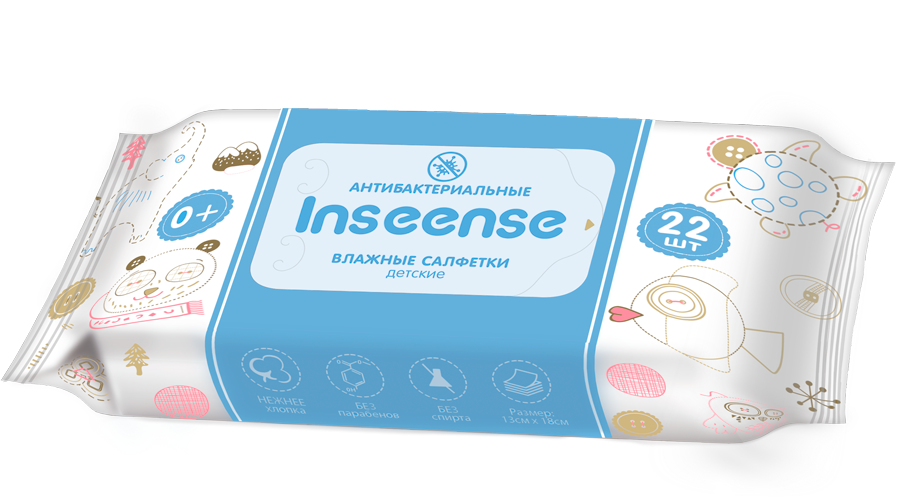 АНТИБАКТЕРИАЛЬНЫЕ
Inseense
ВЛАЖНЫЕ САЛФЕТКИ
детские
0+
22
ШТ
НЕЖНЕЕ
хлопка
БЕЗ
парабенов
БЕЗ
спирта
Размер:
13см х 18см